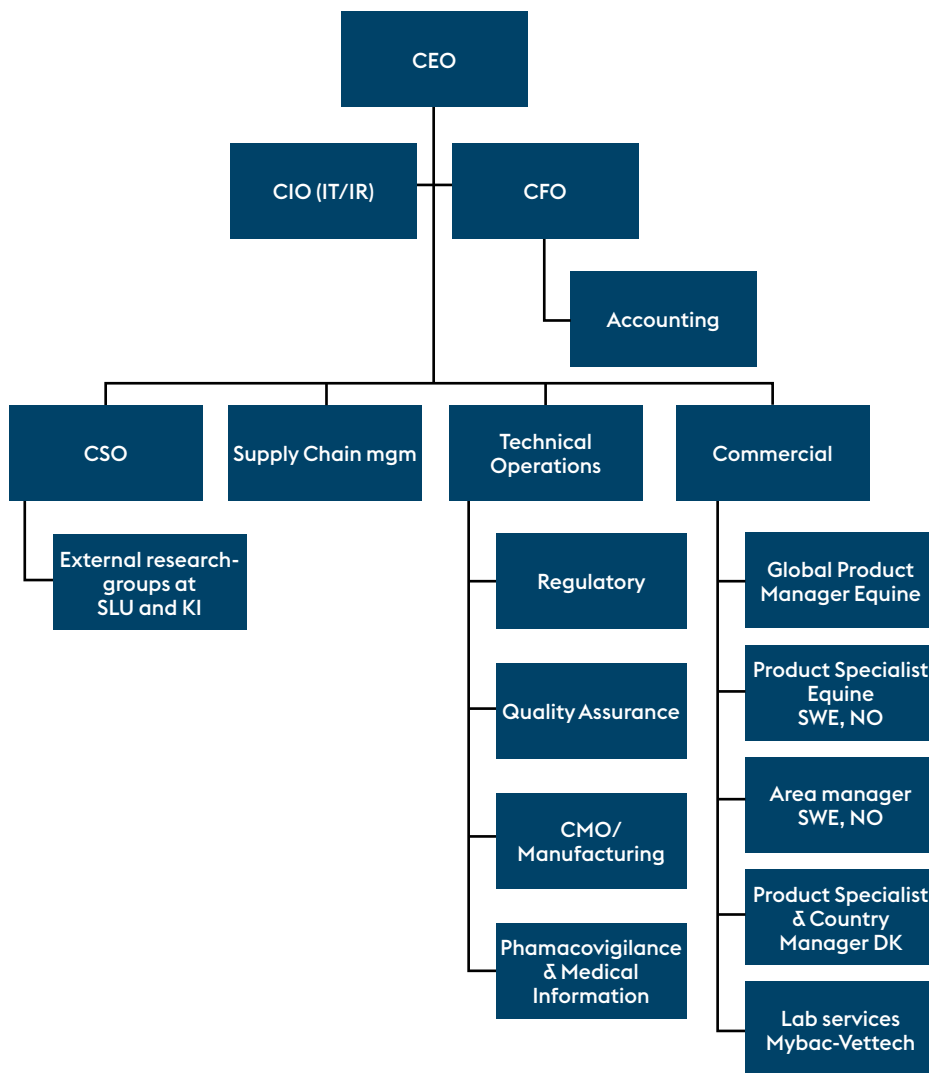 CEO
CIO (IT/IR)
CFO
Accounting
CSO
Supply Chain mgm
Technical
Operations
Commercial
External research-
groups at
SLU and KI
Regulatory
Quality Assurance
CMO/
Manufacturing
Phamacovigilance
& Medical
Information
Global Product
Manager Equine
Product Specialist
Equine
SWE, NO
Area manager
SWE, NO
Product Specialist
& Country
Manager DK
Lab services
Mybac-Vettech